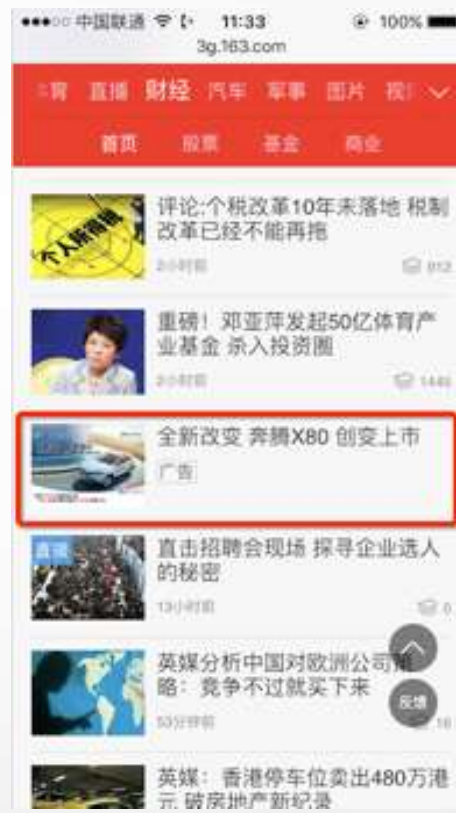 中国联通 11:33 100%
3g.163.com
育 直播 财经 汽车 军事 图片 视
首页 股票 基金 商业
个人所得税
评论:个税改革10年未落地 税制
改革已经不能再拖
2小时前 912
重磅！邓亚萍发起50亿体育产
业基金 杀入投资圈
2小时前 1440
全新改变 奔腾X80 创变上市
广告
直播
直击招聘会现场 探寻企业选人
的秘密
13小时前 0
英媒分析中国对欧洲公司策
略：竞争不过就买下来
53分钟前 16
反馈
英媒：香港停车位卖出480万港
元 破房地产新纪录